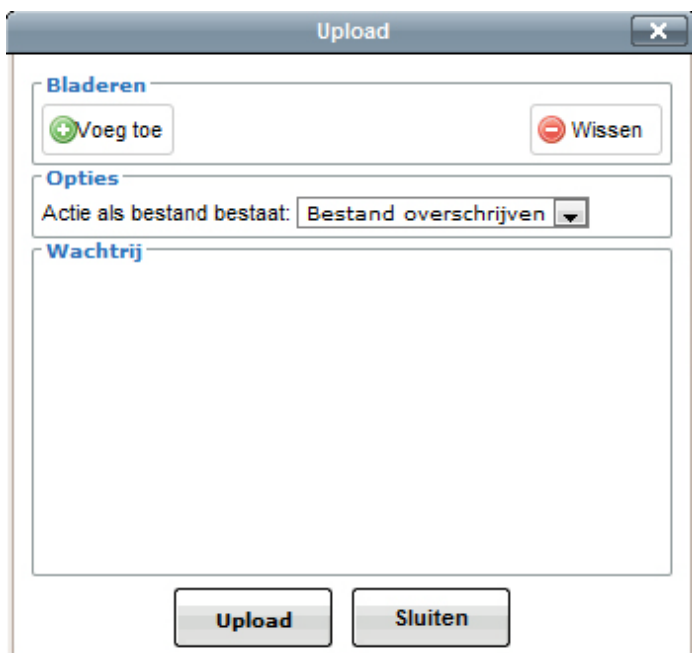 Upload
Bladeren
Voeg toe Wissen
Opties
Actie als bestand bestaat: Bestand overschrijven
Wachtrij
Upload Sluiten